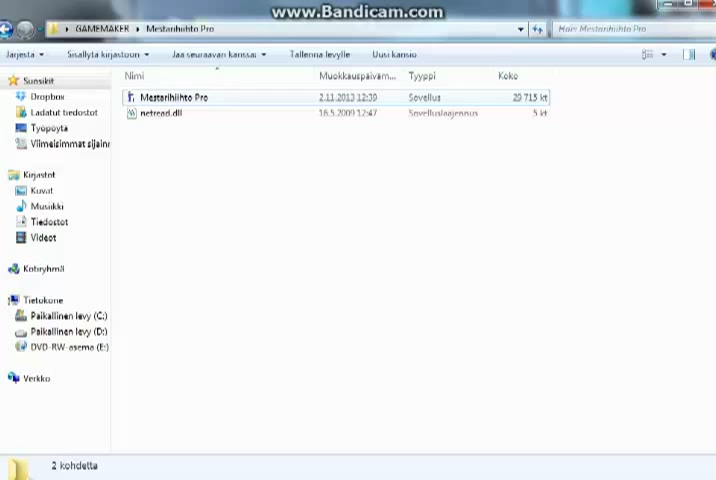 www.Bandicam.com
GAMEMAKER ▸ Mestarihiihto Pro
Hae: Mestarihiihto Pro
Järjestä
Sisällytä kirjastoon
Jaa seuraavan kanssa:
Tallenna levylle
Uusi kansio
Suosikit
Dropbox
Ladatut tiedostot
Työpöytä
Viimeisimmät sijainn
Kirjastot
Kuvat
Musiikki
Tiedostot
Videot
Kotiryhmä
Tietokone
Paikallinen levy (C:)
Paikallinen levy (D:)
DVD-RW-asema (E:)
Verkko
Nimi Muokkauspäiväm... Tyyppi Koko
Mestarihiihto Pro 2.11.2013 12:39 Sovellus 29 715 kt
netread.dll 16.5.2009 12:47 Sovelluslaajennus 5 kt
2 kohdetta